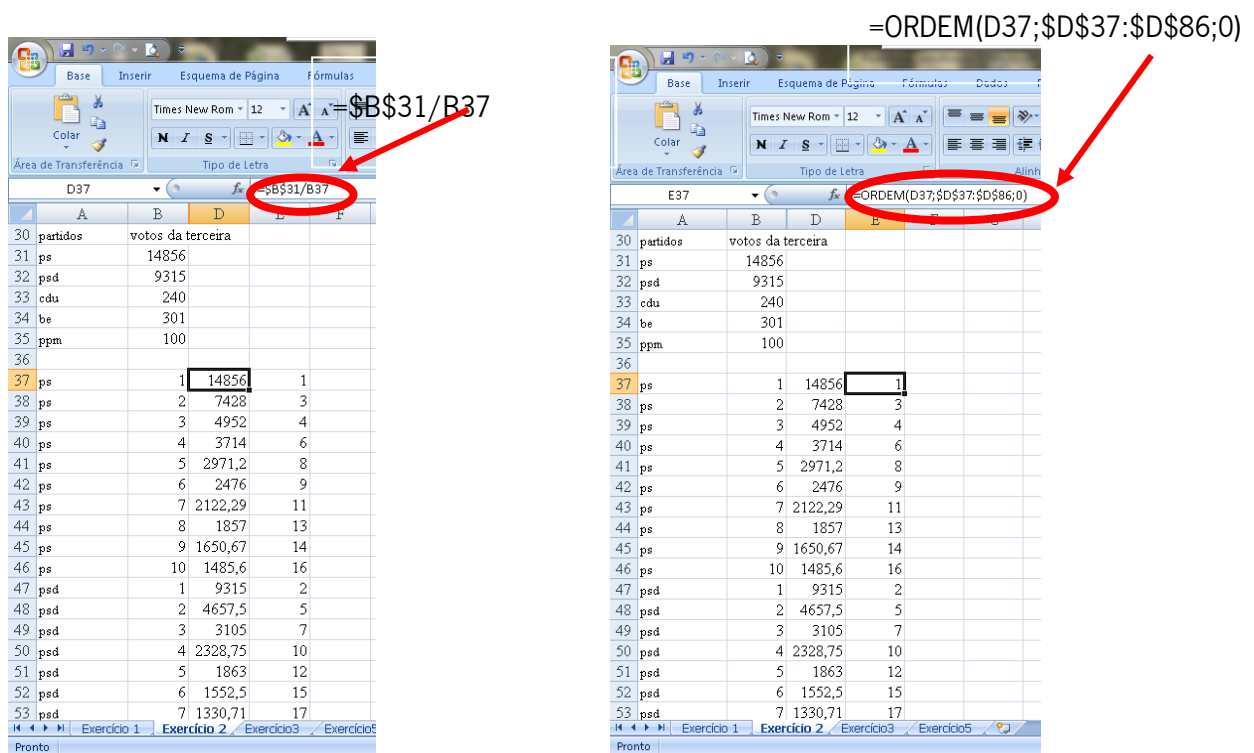 =ORDEM(D37;$D$37:$D$86;0)
=$B$31/B37
Base Inserir Esquema de Página Fórmulas
Colar Times New Rom 12 A A
N I S A
Área de Transferência Tipo de Letra
D37 fx =$B$31/B37
A B D E F
30 partidos votos da terceira
31 ps 14856
32 psd 9315
33 cdu 240
34 be 301
35 ppm 100
36
37 ps 1 14856 1
38 ps 2 7428 3
39 ps 3 4952 4
40 ps 4 3714 6
41 ps 5 2971,2 8
42 ps 6 2476 9
43 ps 7 2122,29 11
44 ps 8 1857 13
45 ps 9 1650,67 14
46 ps 10 1485,6 16
47 psd 1 9315 2
48 psd 2 4657,5 5
49 psd 3 3105 7
50 psd 4 2328,75 10
51 psd 5 1863 12
52 psd 6 1552,5 15
53 psd 7 1330,71 17
Exercício 1 Exercício 2 Exercício3 Exercício5
Pronto
Base Inserir Esquema de Página Fórmulas Dados
Colar Times New Rom 12 A A
N I S A
Área de Transferência Tipo de Letra Alinh
E37 fx =ORDEM(D37;$D$37:$D$86;0)
A B D E F G
30 partidos votos da terceira
31 ps 14856
32 psd 9315
33 cdu 240
34 be 301
35 ppm 100
36
37 ps 1 14856 1
38 ps 2 7428 3
39 ps 3 4952 4
40 ps 4 3714 6
41 ps 5 2971,2 8
42 ps 6 2476 9
43 ps 7 2122,29 11
44 ps 8 1857 13
45 ps 9 1650,67 14
46 ps 10 1485,6 16
47 psd 1 9315 2
48 psd 2 4657,5 5
49 psd 3 3105 7
50 psd 4 2328,75 10
51 psd 5 1863 12
52 psd 6 1552,5 15
53 psd 7 1330,71 17
Exercício 1 Exercício 2 Exercício3 Exercício5
Pronto